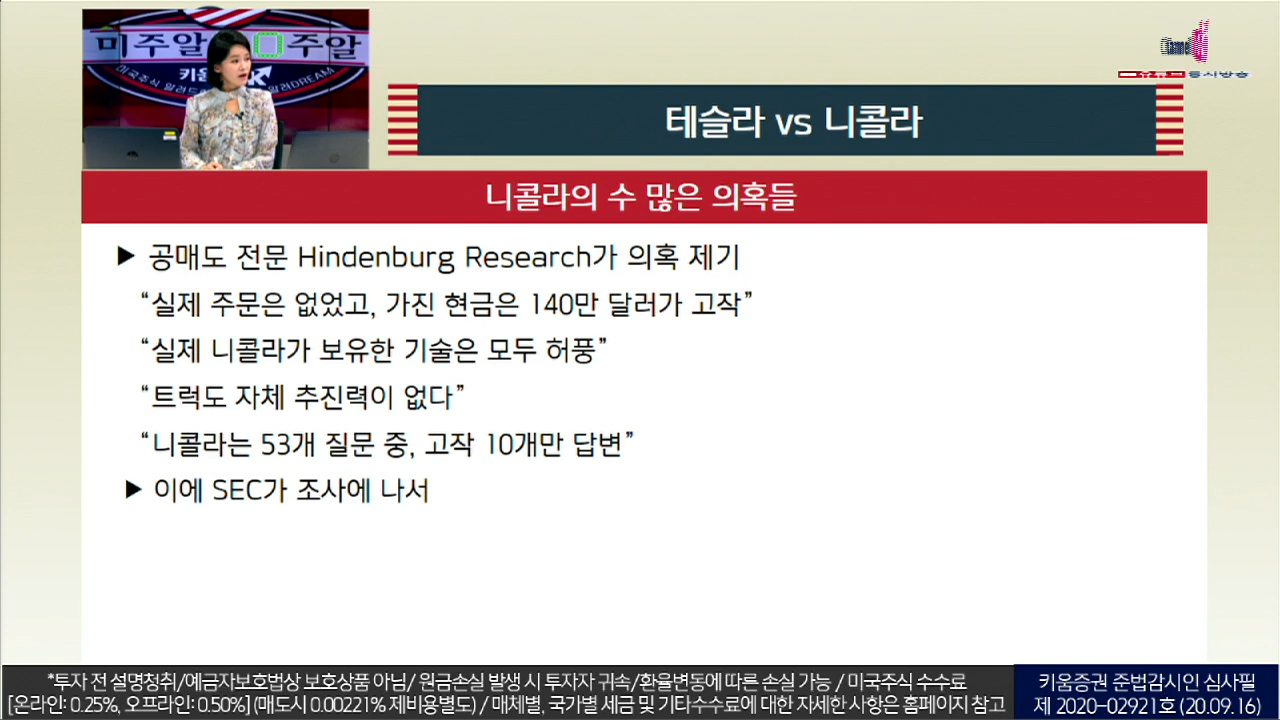 미주알 주알
키움
테슬라 vs 니콜라
니콜라의 수 많은 의혹들
▶ 공매도 전문 Hindenburg Research가 의혹 제기
“실제 주문은 없었고, 가진 현금은 140만 달러가 고작”
“실제 니콜라가 보유한 기술은 모두 허풍”
“트럭도 자체 추진력이 없다”
“니콜라는 53개 질문 중, 고작 10개만 답변”
▶ 이에 SEC가 조사에 나서
*투자 전 설명청취/예금자보호법상 보호상품 아님/ 원금손실 발생 시 투자자 귀속/환율변동에 따른 손실 가능 / 미국주식 수수료
[온라인: 0.25%, 오프라인: 0.50%] (매도시 0.00221% 제비용별도) / 매체별, 국가별 세금 및 기타수수료에 대한 자세한 사항은 홈페이지 참고
키움증권 준법감시인 심사필
제 2020-02921호 (20.09.16)